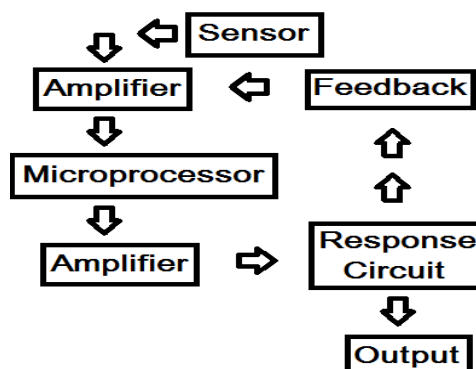 Sensor
Amplifier
Feedback
Microprocessor
Amplifier
Response
Circuit
Output